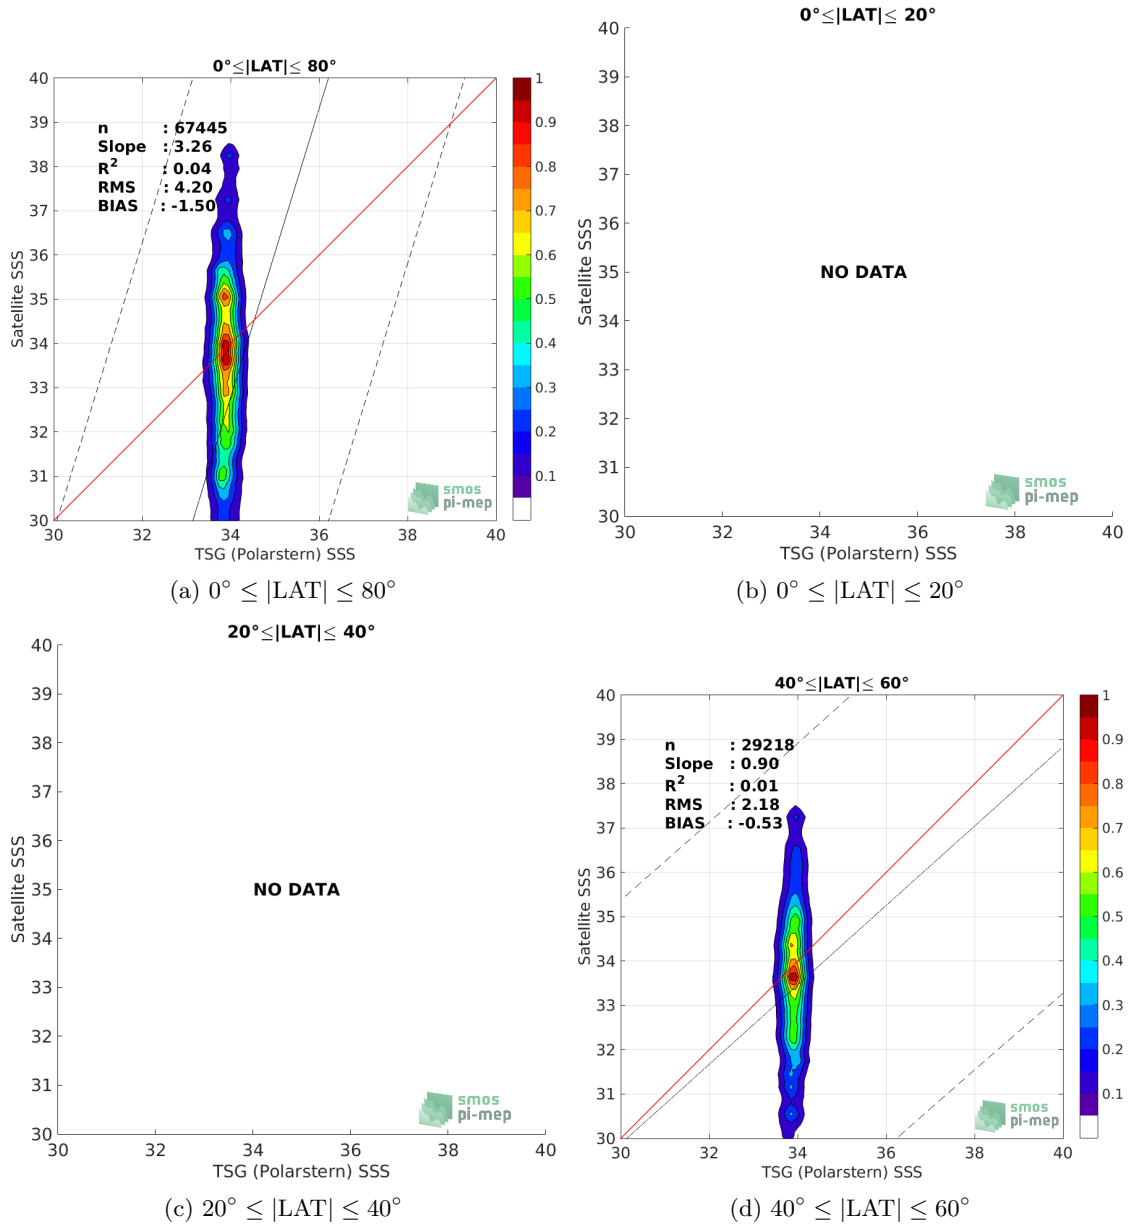 0°≤|LAT|≤ 80°
40
39
38
37
36
35
34
33
32
31
30
Satellite SSS
n : 67445
Slope : 3.26
R² : 0.04
RMS : 4.20
BIAS : -1.50
1
0.9
0.8
0.7
0.6
0.5
0.4
0.3
0.2
0.1
smos
pi-mep
30 32 34 36 38 40
TSG (Polarstern) SSS
(a) 0° ≤ |LAT| ≤ 80°
0°≤|LAT|≤ 20°
40
39
38
37
36
35
34
33
32
31
30
Satellite SSS
NO DATA
smos
pi-mep
30 32 34 36 38 40
TSG (Polarstern) SSS
(b) 0° ≤ |LAT| ≤ 20°
20°≤|LAT|≤ 40°
40
39
38
37
36
35
34
33
32
31
30
Satellite SSS
NO DATA
smos
pi-mep
30 32 34 36 38 40
TSG (Polarstern) SSS
(c) 20° ≤ |LAT| ≤ 40°
40°≤|LAT|≤ 60°
40
39
38
37
36
35
34
33
32
31
30
Satellite SSS
n : 29218
Slope : 0.90
R² : 0.01
RMS : 2.18
BIAS : -0.53
1
0.9
0.8
0.7
0.6
0.5
0.4
0.3
0.2
0.1
smos
pi-mep
30 32 34 36 38 40
TSG (Polarstern) SSS
(d) 40° ≤ |LAT| ≤ 60°